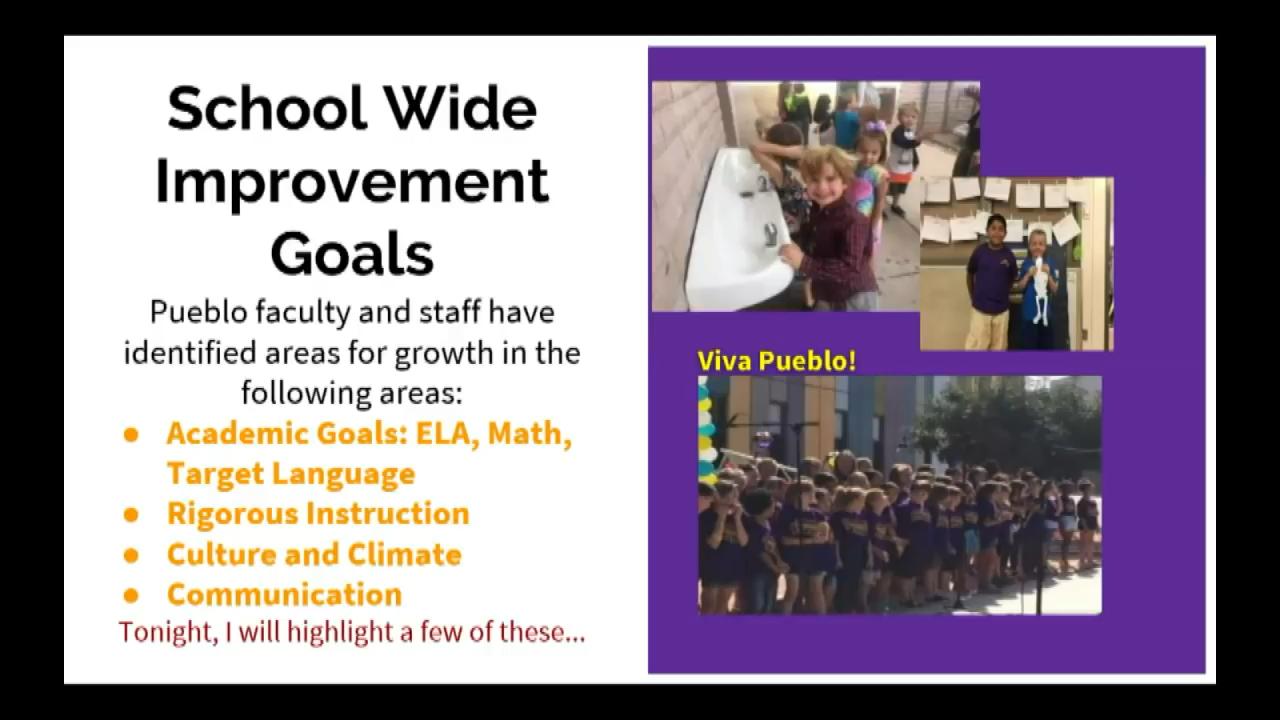 School Wide
Improvement
Goals
Pueblo faculty and staff have
identified areas for growth in the
following areas:
● Academic Goals: ELA, Math,
Target Language
● Rigorous Instruction
● Culture and Climate
● Communication
Tonight, I will highlight a few of these...
Viva Pueblo!